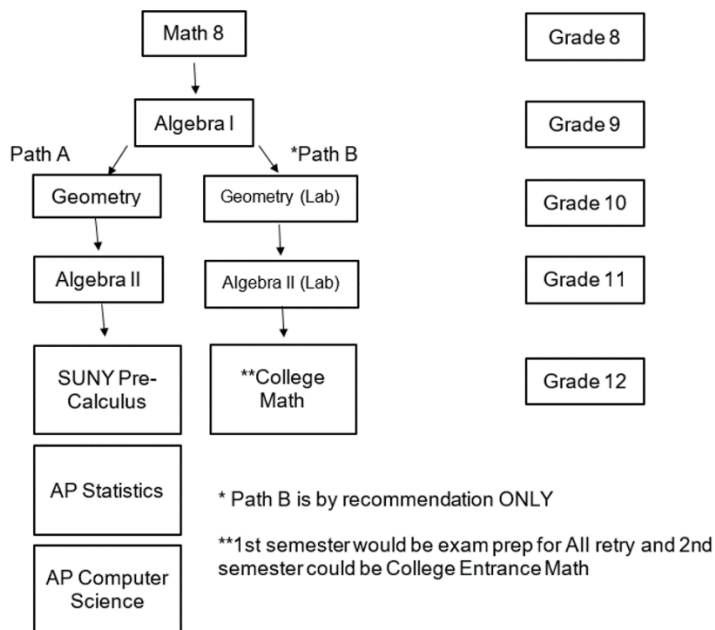 Math 8
Grade 8
Algebra I
Grade 9
Path A
*Path B
Geometry
Geometry (Lab)
Grade 10
Algebra II
Algebra II (Lab)
Grade 11
SUNY Pre-
Calculus
**College
Math
Grade 12
AP Statistics
* Path B is by recommendation ONLY
**1st semester would be exam prep for AII retry and 2nd
semester could be College Entrance Math
AP Computer
Science